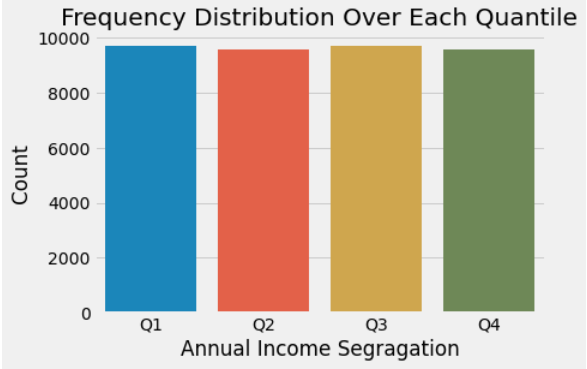 Frequency Distribution Over Each Quantile
10000
8000
6000
4000
2000
0
Count
Q1 Q2 Q3 Q4
Annual Income Segragation